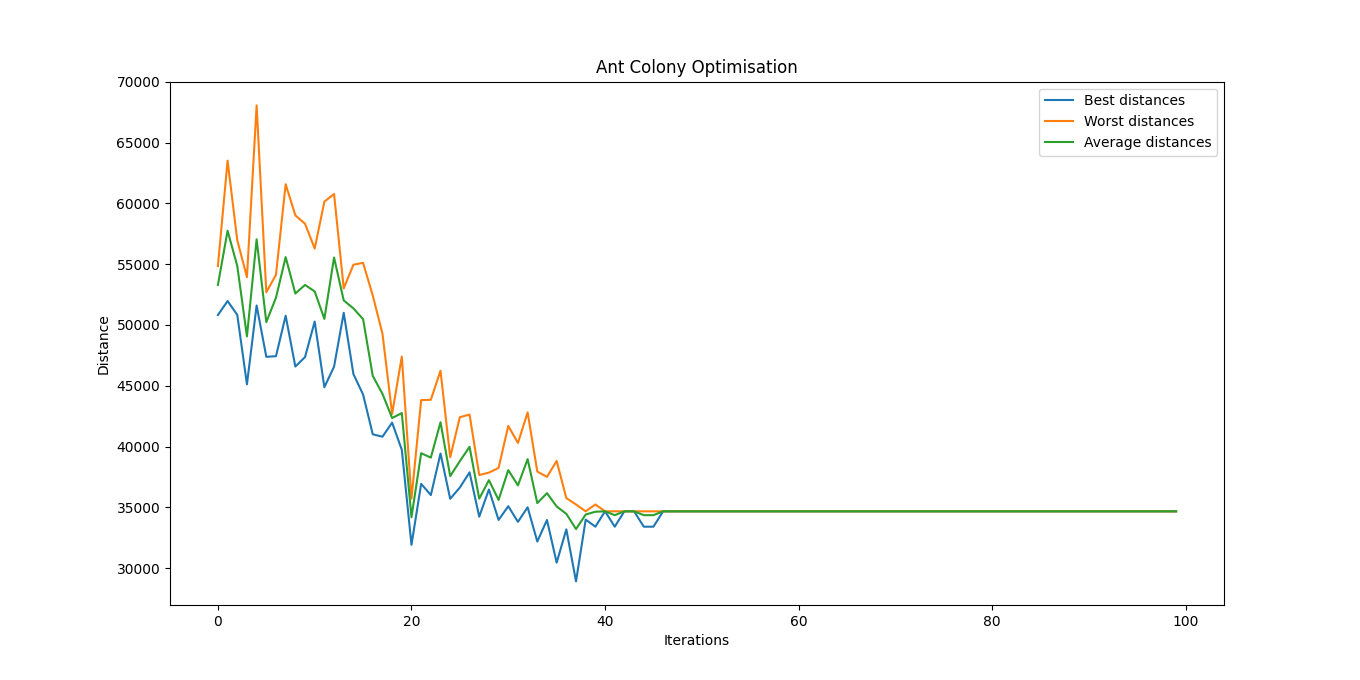 Ant Colony Optimisation
70000
65000
60000
55000
50000
45000
40000
35000
30000
Distance
Best distances
Worst distances
Average distances
0 20 40 60 80 100
Iterations